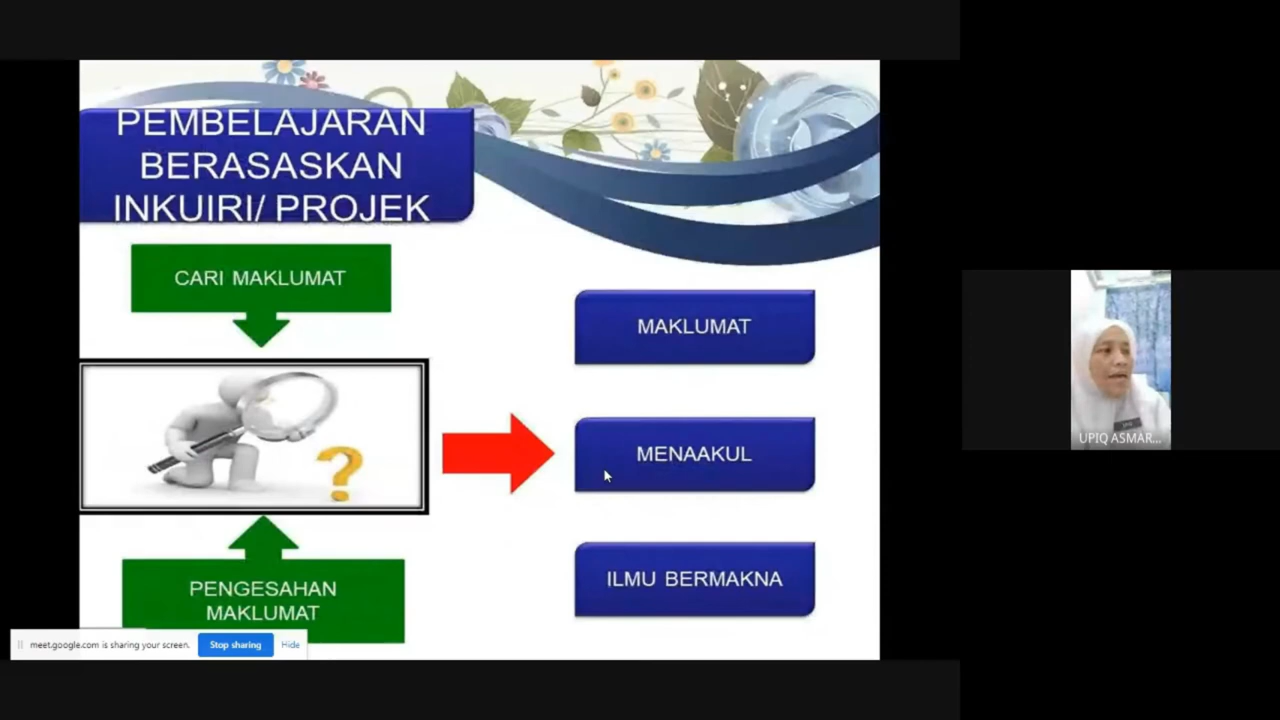 PEMBELAJARAN
BERASASKAN
INKUIRI/ PROJEK
CARI MAKLUMAT
PENGESAHAN
MAKLUMAT
MAKLUMAT
MENAAKUL
ILMU BERMAKNA
meet.google.com is sharing your screen.
Stop sharing
Hide
UPIQ ASMAR...